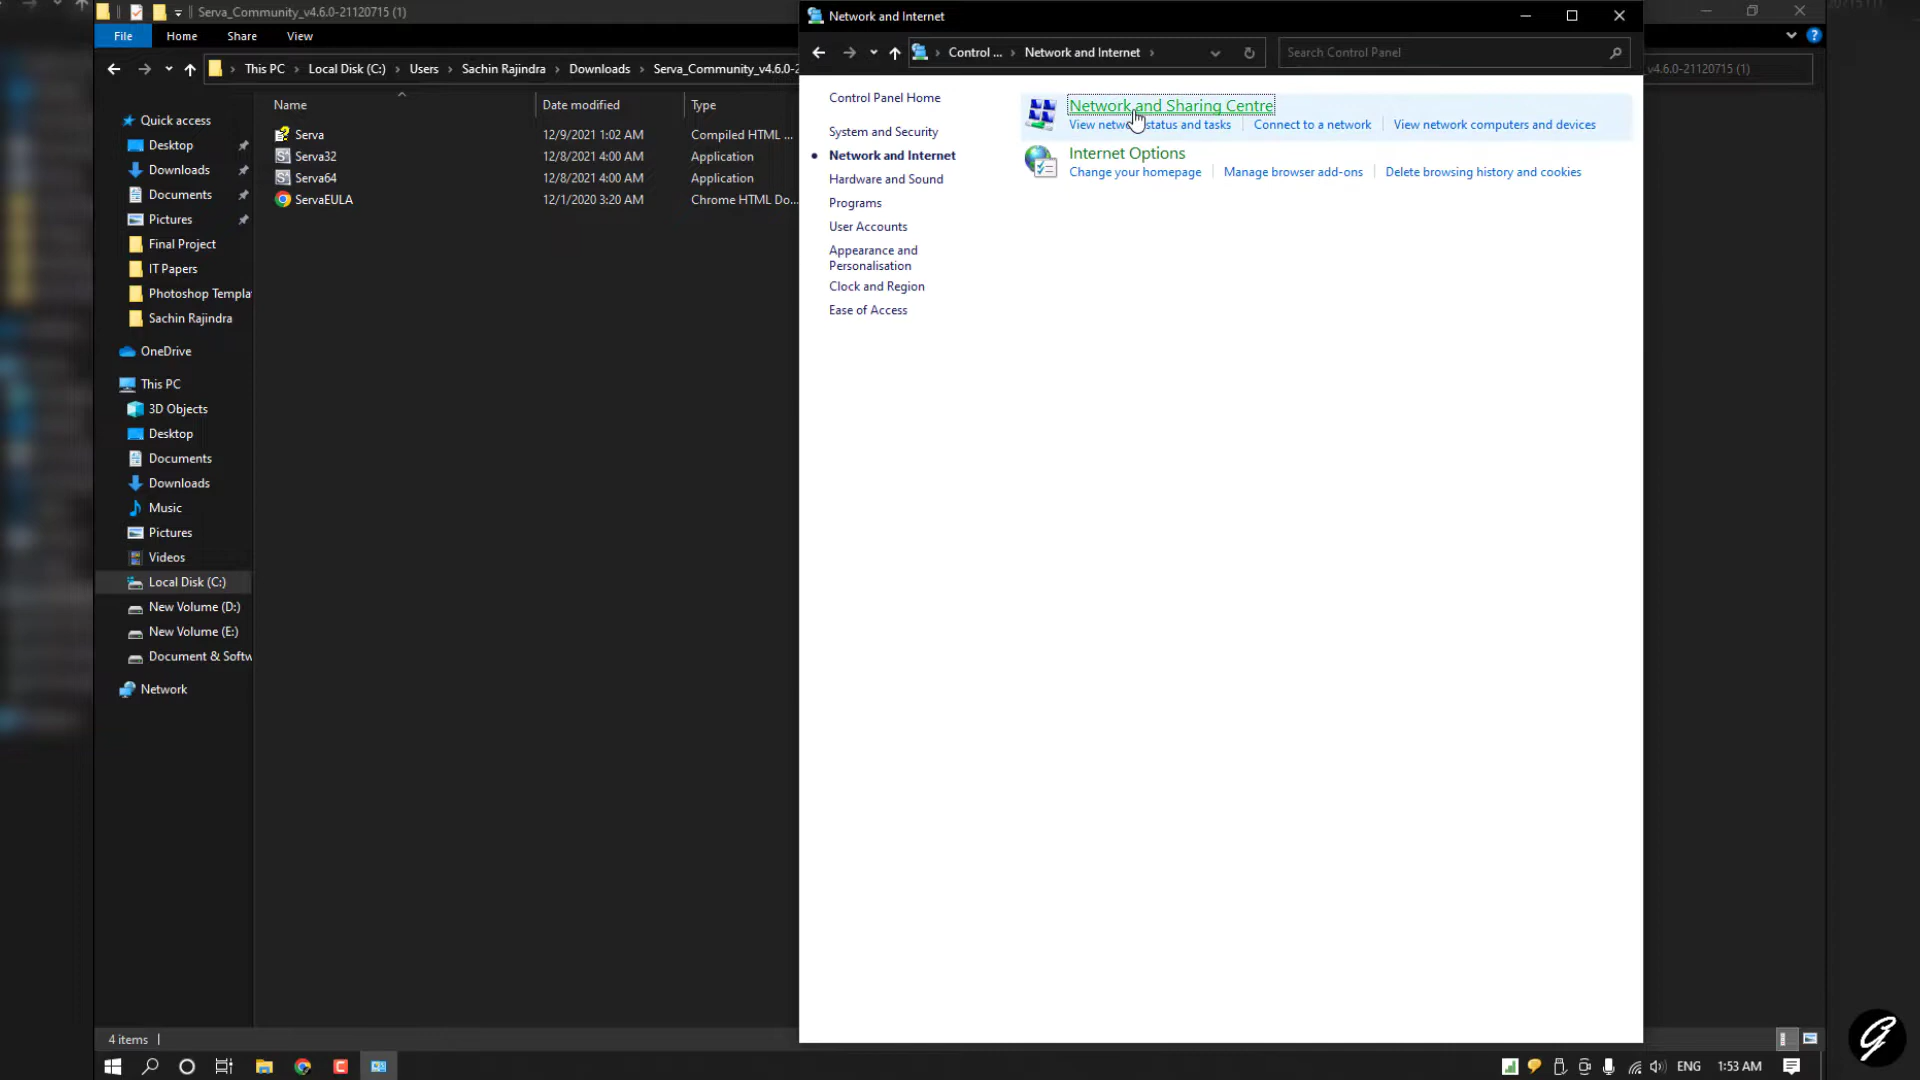 Serva_Community_v4.6.0-21120715 (1)
File Home Share View
This PC › Local Disk (C:) › Users › Sachin Rajindra › Downloads › Serva_Community_v4.6.0-2
v4.6.0-21120715 (1)
Name Date modified Type
Serva 12/9/2021 1:02 AM Compiled HTML ...
Serva32 12/8/2021 4:00 AM Application
Serva64 12/8/2021 4:00 AM Application
ServaEULA 12/1/2020 3:20 AM Chrome HTML Do...
Quick access
Desktop
Downloads
Documents
Pictures
Final Project
IT Papers
Photoshop Templa
Sachin Rajindra
OneDrive
This PC
3D Objects
Desktop
Documents
Downloads
Music
Pictures
Videos
Local Disk (C:)
New Volume (D:)
New Volume (E:)
Document & Softw
Network
4 items
Network and Internet
Control ... › Network and Internet ›
Search Control Panel
Control Panel Home
System and Security
Network and Internet
Hardware and Sound
Programs
User Accounts
Appearance and
Personalisation
Clock and Region
Ease of Access
Network and Sharing Centre
View network status and tasks Connect to a network View network computers and devices
Internet Options
Change your homepage Manage browser add-ons Delete browsing history and cookies
ENG 1:53 AM